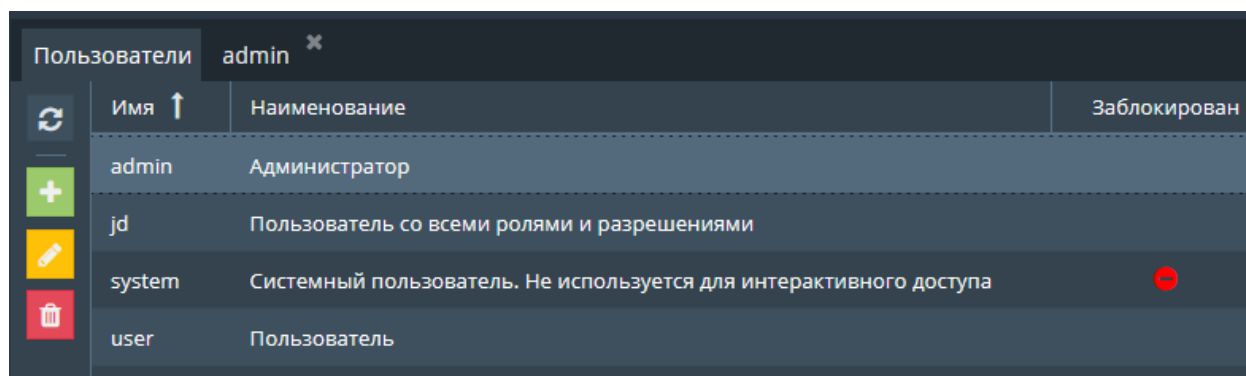 Пользователи admin
Имя Наименование Заблокирован
admin Администратор
jd Пользователь со всеми ролями и разрешениями
system Системный пользователь. Не используется для интерактивного доступа
user Пользователь